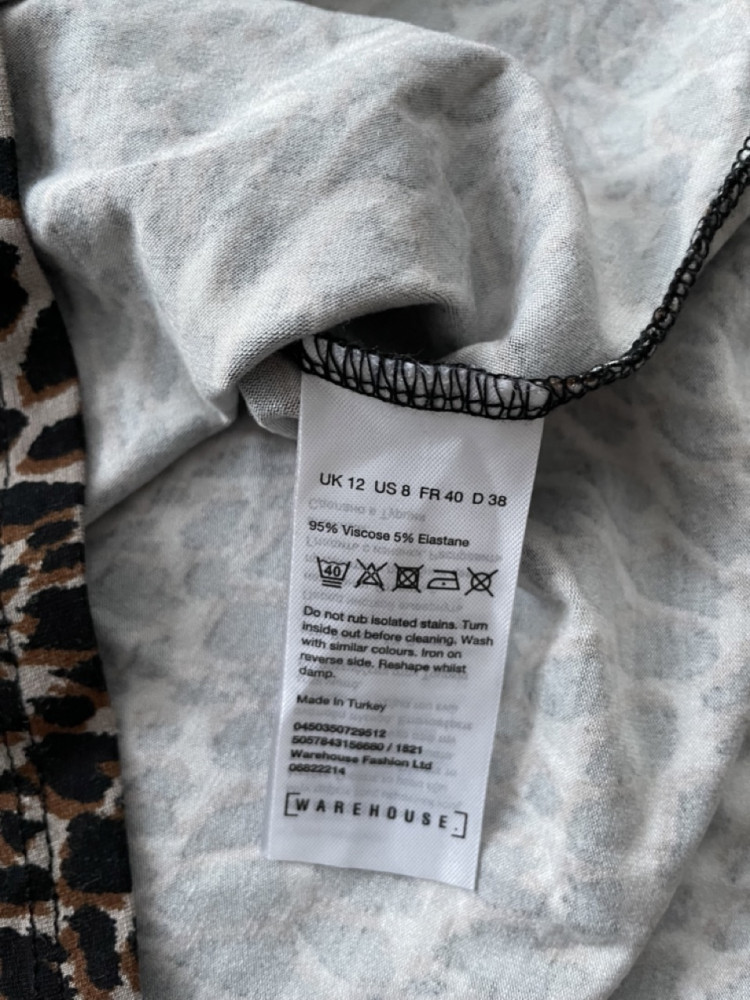 UK 12 US 8 FR 40 D 38
95% Viscose 5% Elastane
40
Do not rub isolated stains. Turn
inside out before cleaning. Wash
with similar colours. Iron on
reverse side. Reshape whilst
damp.
Made In Turkey
0450350729512
5057843156660 / 1821
Warehouse Fashion Ltd
06822214
[WAREHOUSE.]